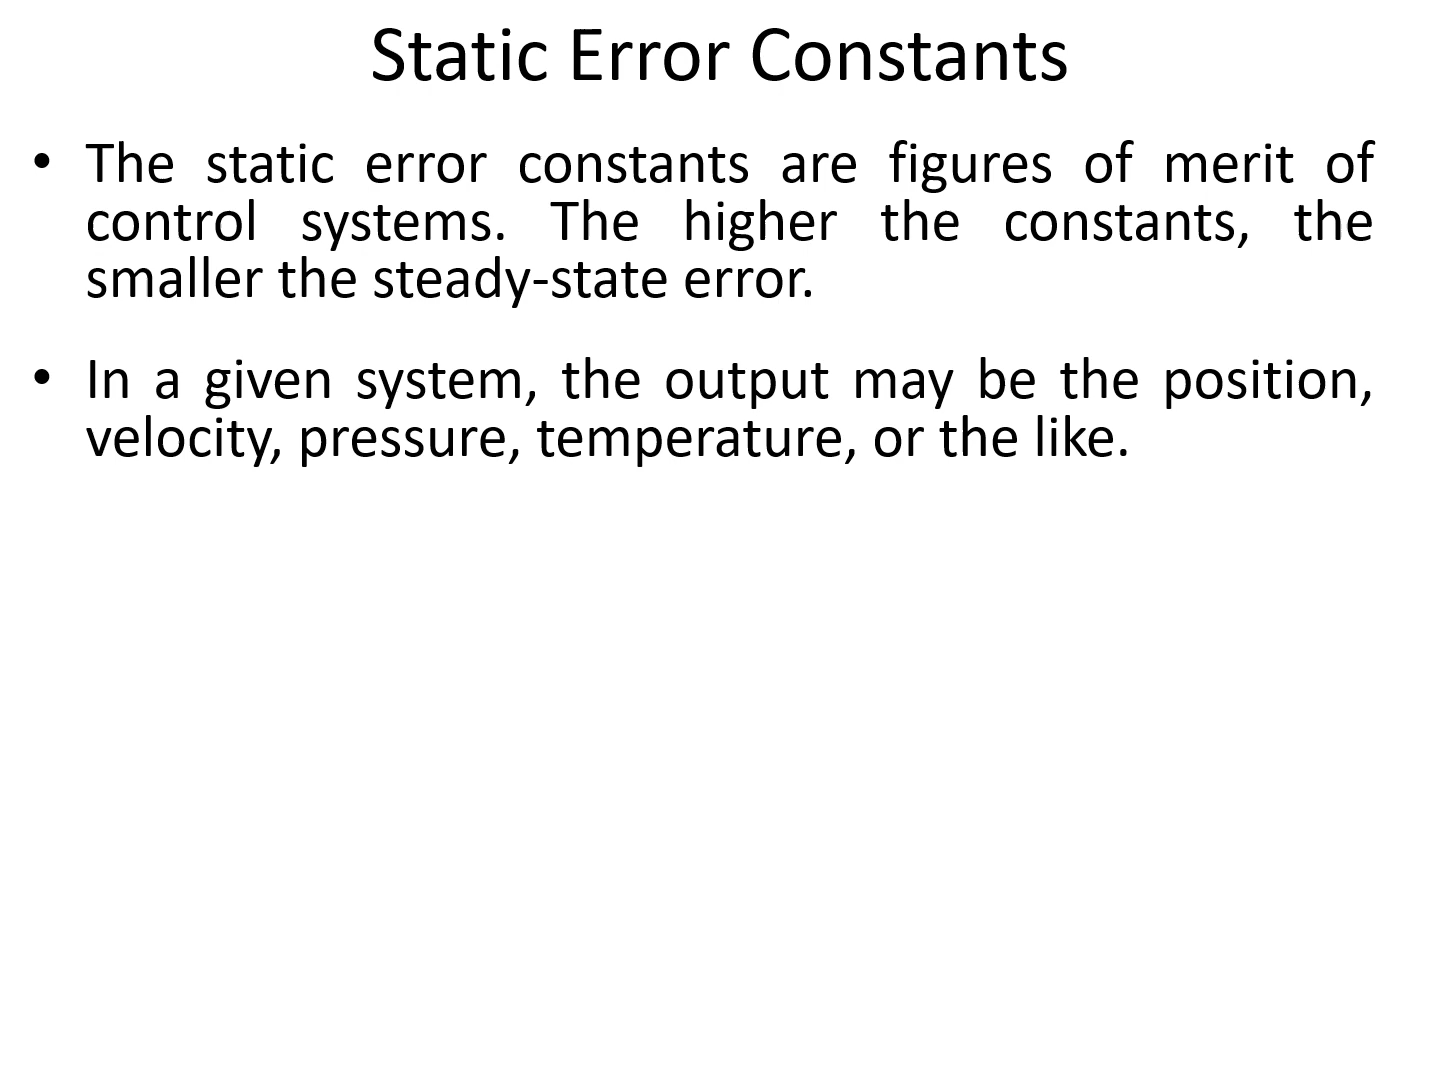 Static Error Constants
• The static error constants are figures of merit of
control systems. The higher the constants, the
smaller the steady-state error.
• In a given system, the output may be the position,
velocity, pressure, temperature, or the like.